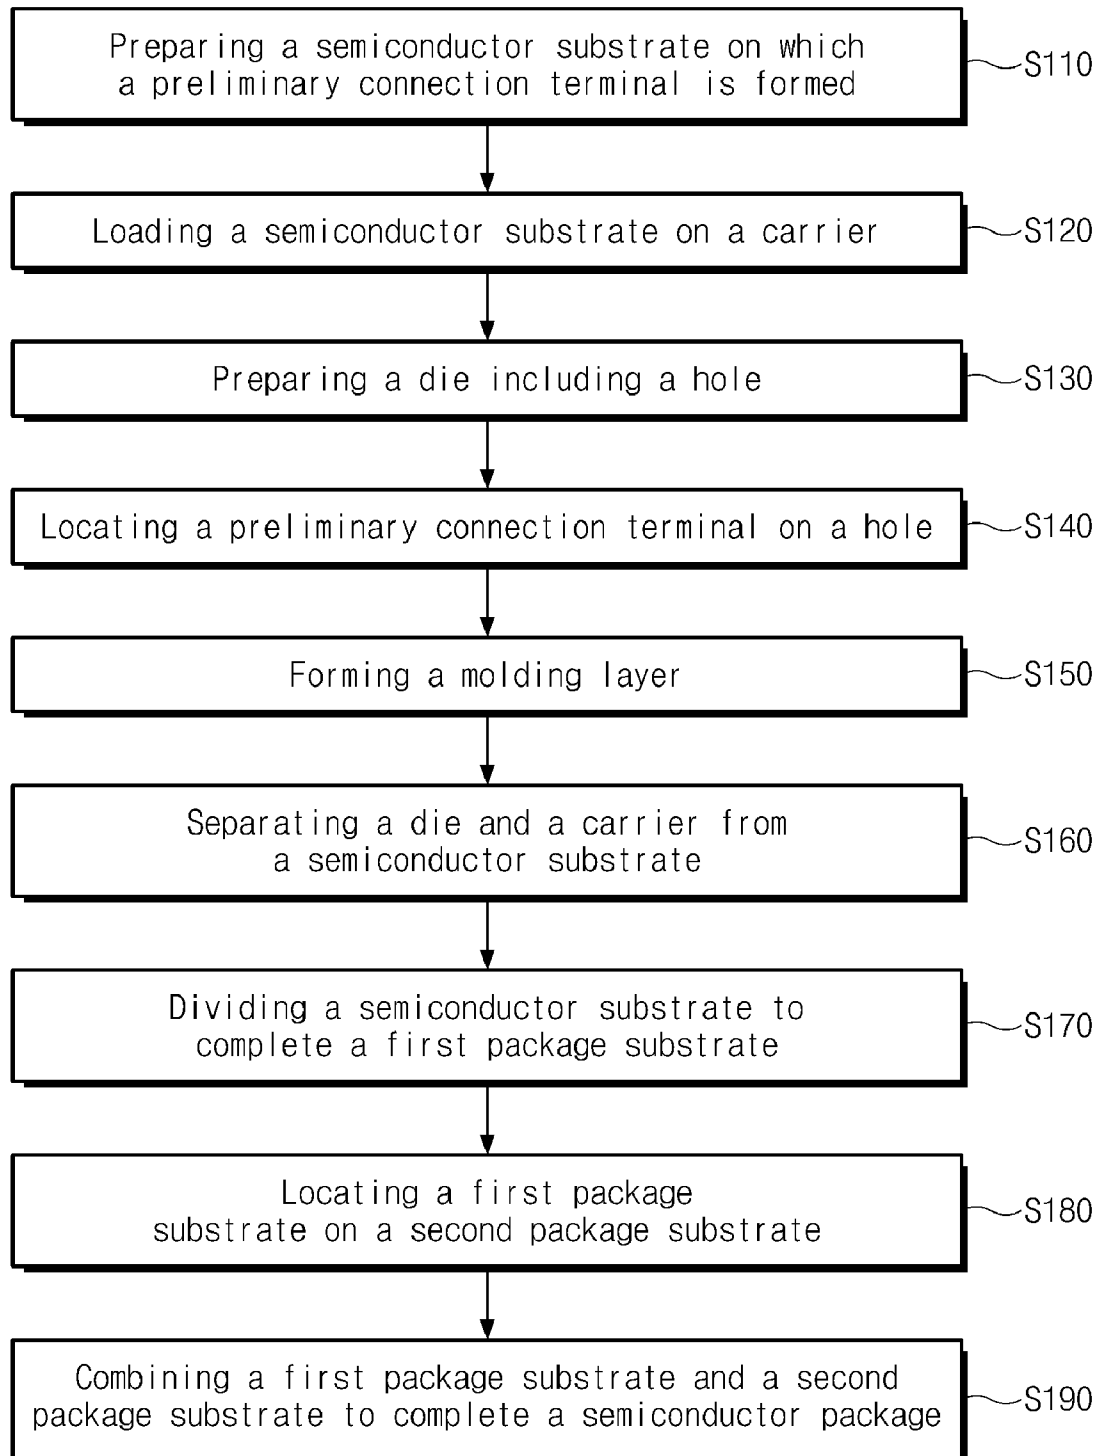 Preparing a semiconductor substrate on which
a preliminary connection terminal is formed
S110
Loading a semiconductor substrate on a carrier
S120
Preparing a die including a hole
S130
Locating a preliminary connection terminal on a hole
S140
Forming a molding layer
S150
Separating a die and a carrier from
a semiconductor substrate
S160
Dividing a semiconductor substrate to
complete a first package substrate
S170
Locating a first package
substrate on a second package substrate
S180
Combining a first package substrate and a second
package substrate to complete a semiconductor package
S190